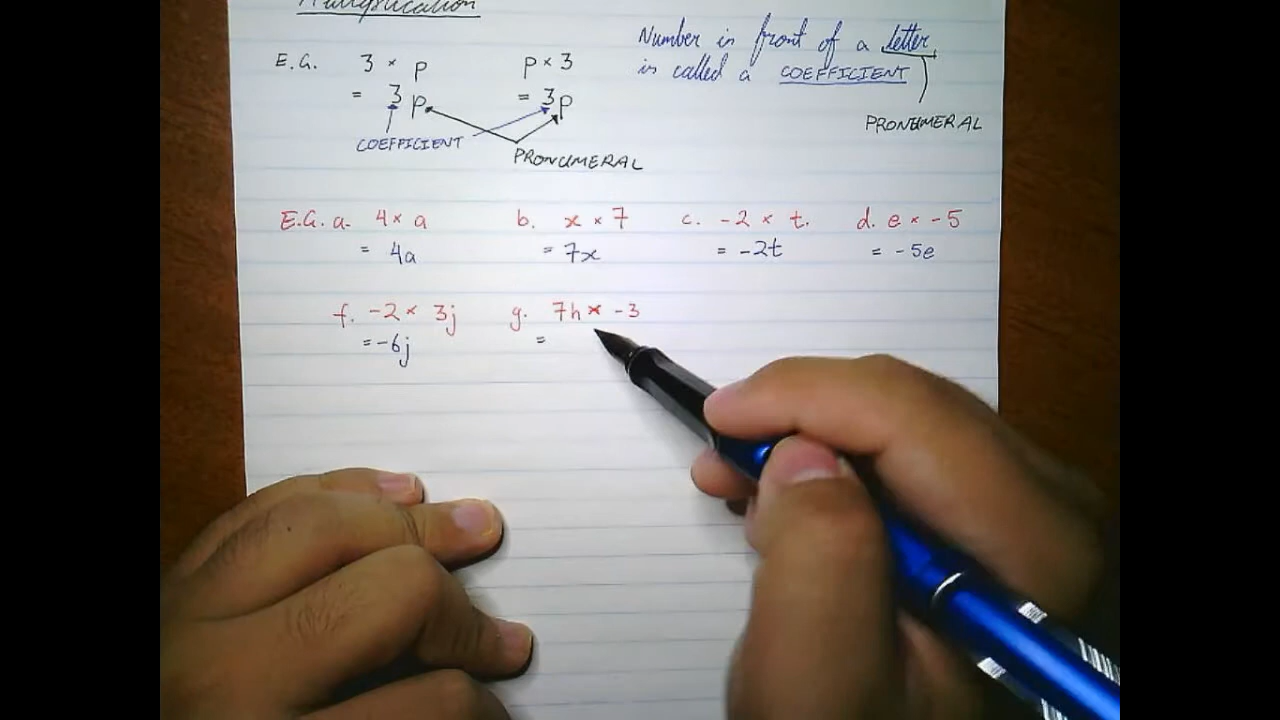 Multiplication
Number in front of a letter
is called a COEFFICIENT
PRONUMERAL
E.G. 3 × p p × 3
= 3p = 3p
COEFFICIENT
PRONUMERAL
E.G. a. 4 × a b. x × 7 c. -2 × t. d. e × -5
= 4a = 7x = -2t = -5e
f. -2 × 3j g. 7h × -3
= -6j =